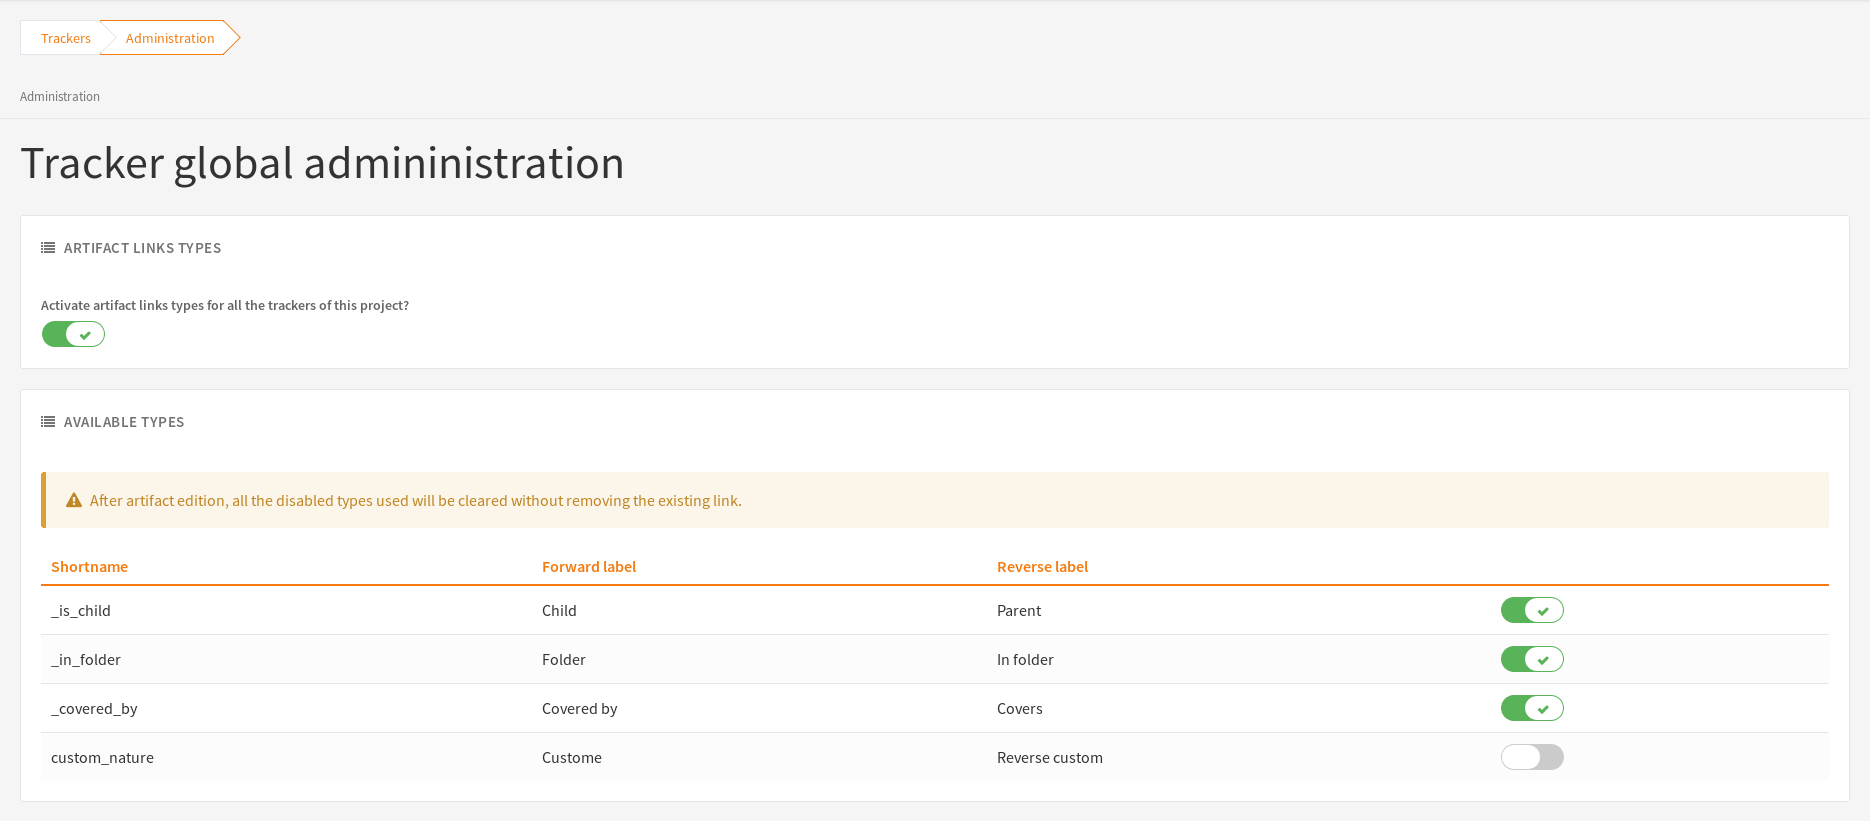 Trackers Administration
Administration
Tracker global admininistration
ARTIFACT LINKS TYPES
Activate artifact links types for all the trackers of this project?
AVAILABLE TYPES
After artifact edition, all the disabled types used will be cleared without removing the existing link.
Shortname Forward label Reverse label
_is_child Child Parent
_in_folder Folder In folder
_covered_by Covered by Covers
custom_nature Custome Reverse custom